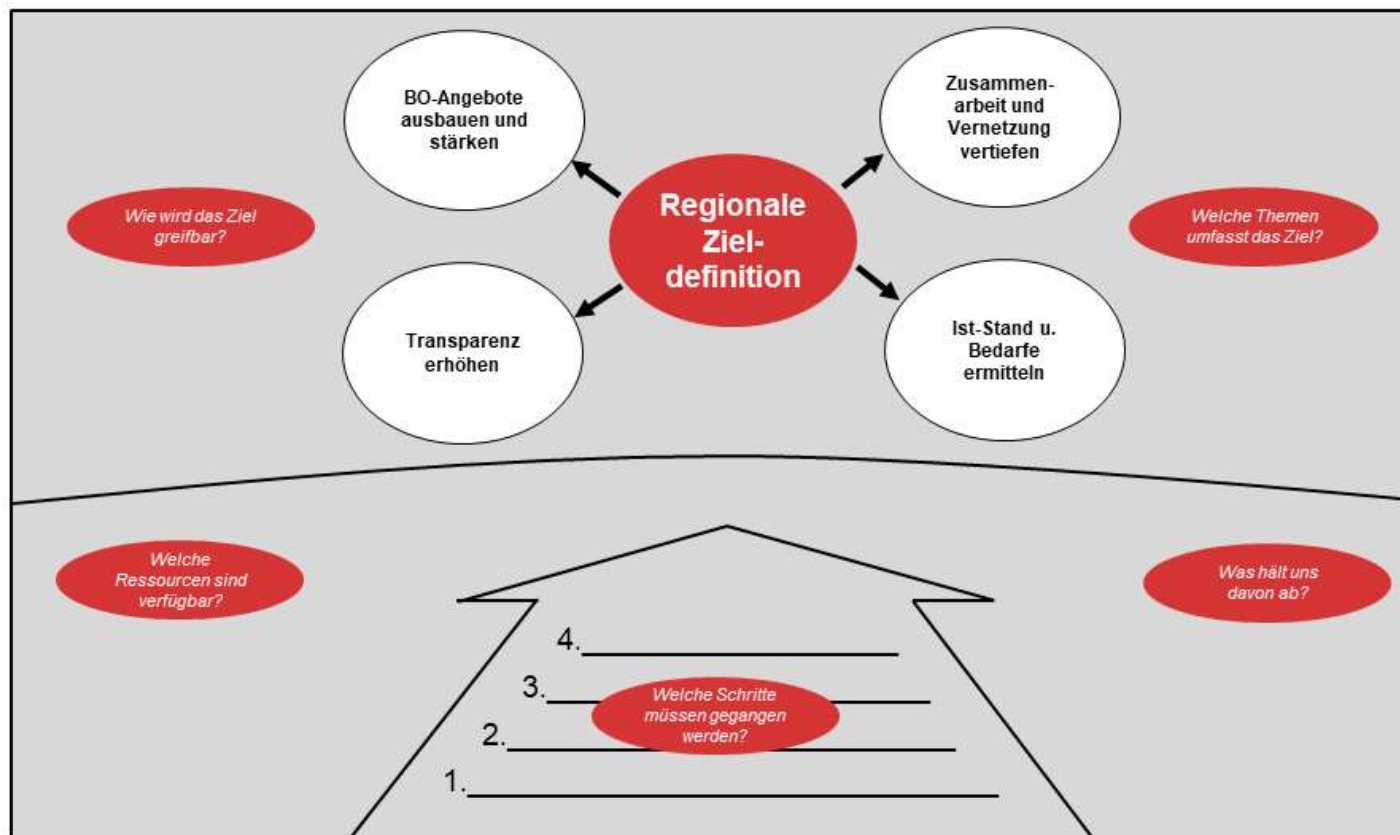 BO-Angebote
ausbauen und
stärken
Zusammen-
arbeit und
Vernetzung
vertiefen
Regionale
Ziel-
definition
Wie wird das Ziel
greifbar?
Welche Themen
umfasst das Ziel?
Transparenz
erhöhen
Ist-Stand u.
Bedarfe
ermitteln
Welche
Ressourcen sind
verfügbar?
Was hält uns
davon ab?
4.
3.
Welche Schritte
müssen gegangen
werden?
2.
1.